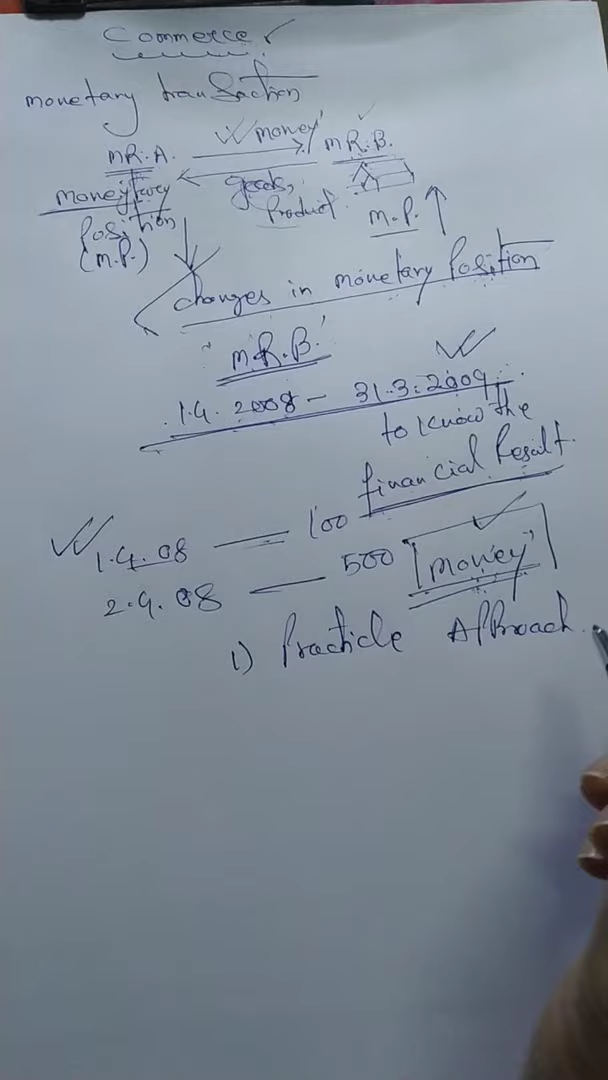 Commerce
monetary transaction
MR.A. money MR.B.
monetary goods,
Position Product M.P.
(M.P.)
changes in monetary Position
M.R.B.
1.4. 2008 - 31.3.2009
to know the
financial Result.
1.4.08 — 100
2.4.08 — 500 [money]
1) Practicle Approach.